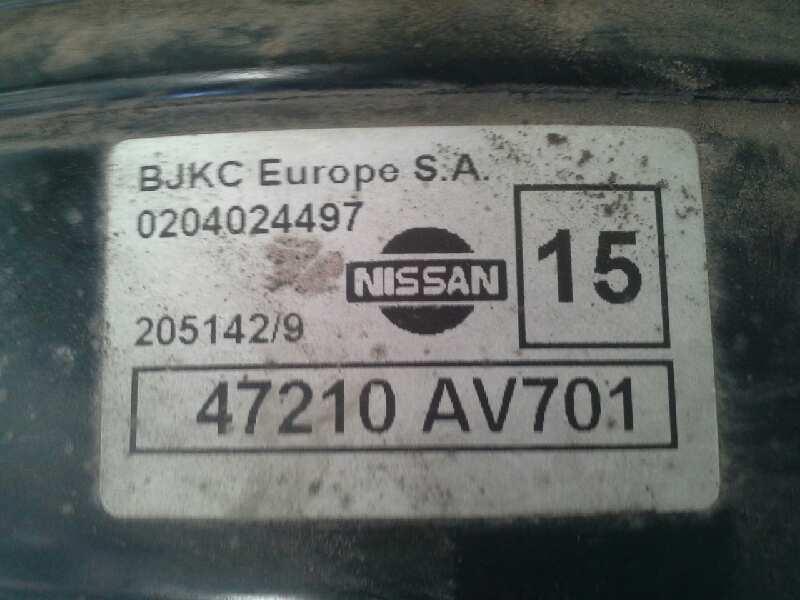 BJKC Europe S.A.
0204024497
NISSAN
15
205142/9
47210 AV701